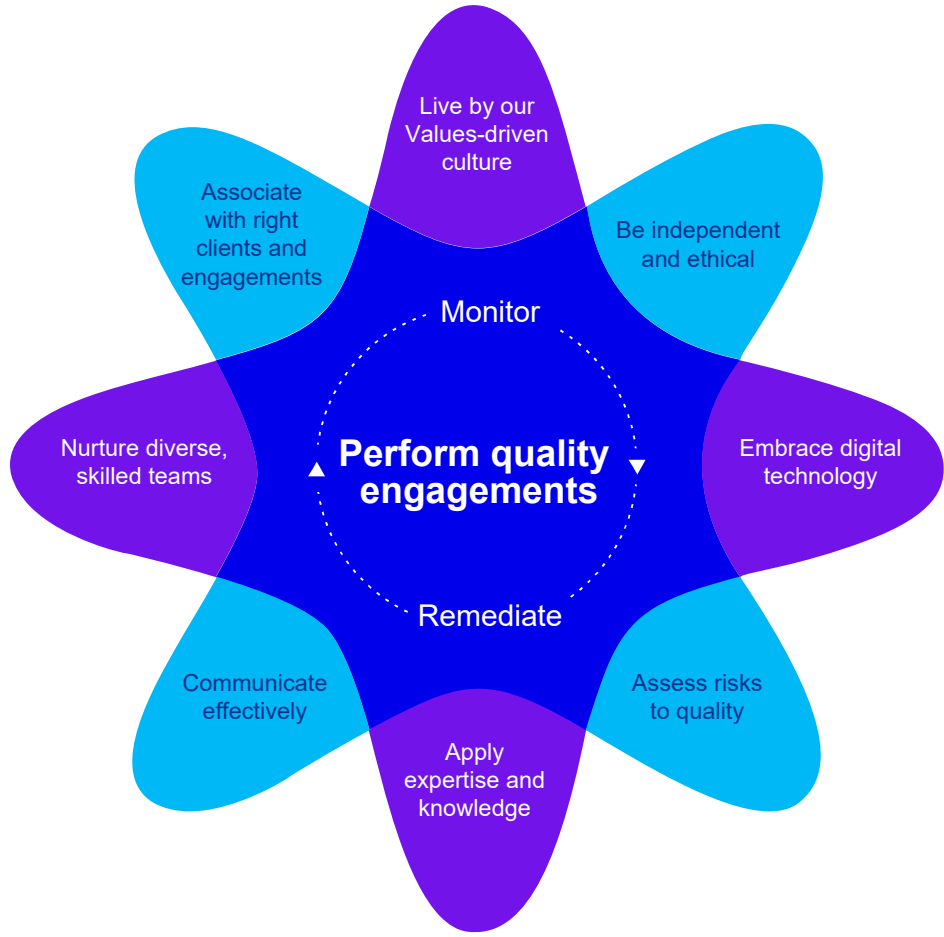 Live by our
Values-driven
culture
Associate
with right
clients and
engagements
Be independent
and ethical
Monitor
Nurture diverse,
skilled teams
Perform quality
engagements
Embrace digital
technology
Remediate
Communicate
effectively
Assess risks
to quality
Apply
expertise and
knowledge